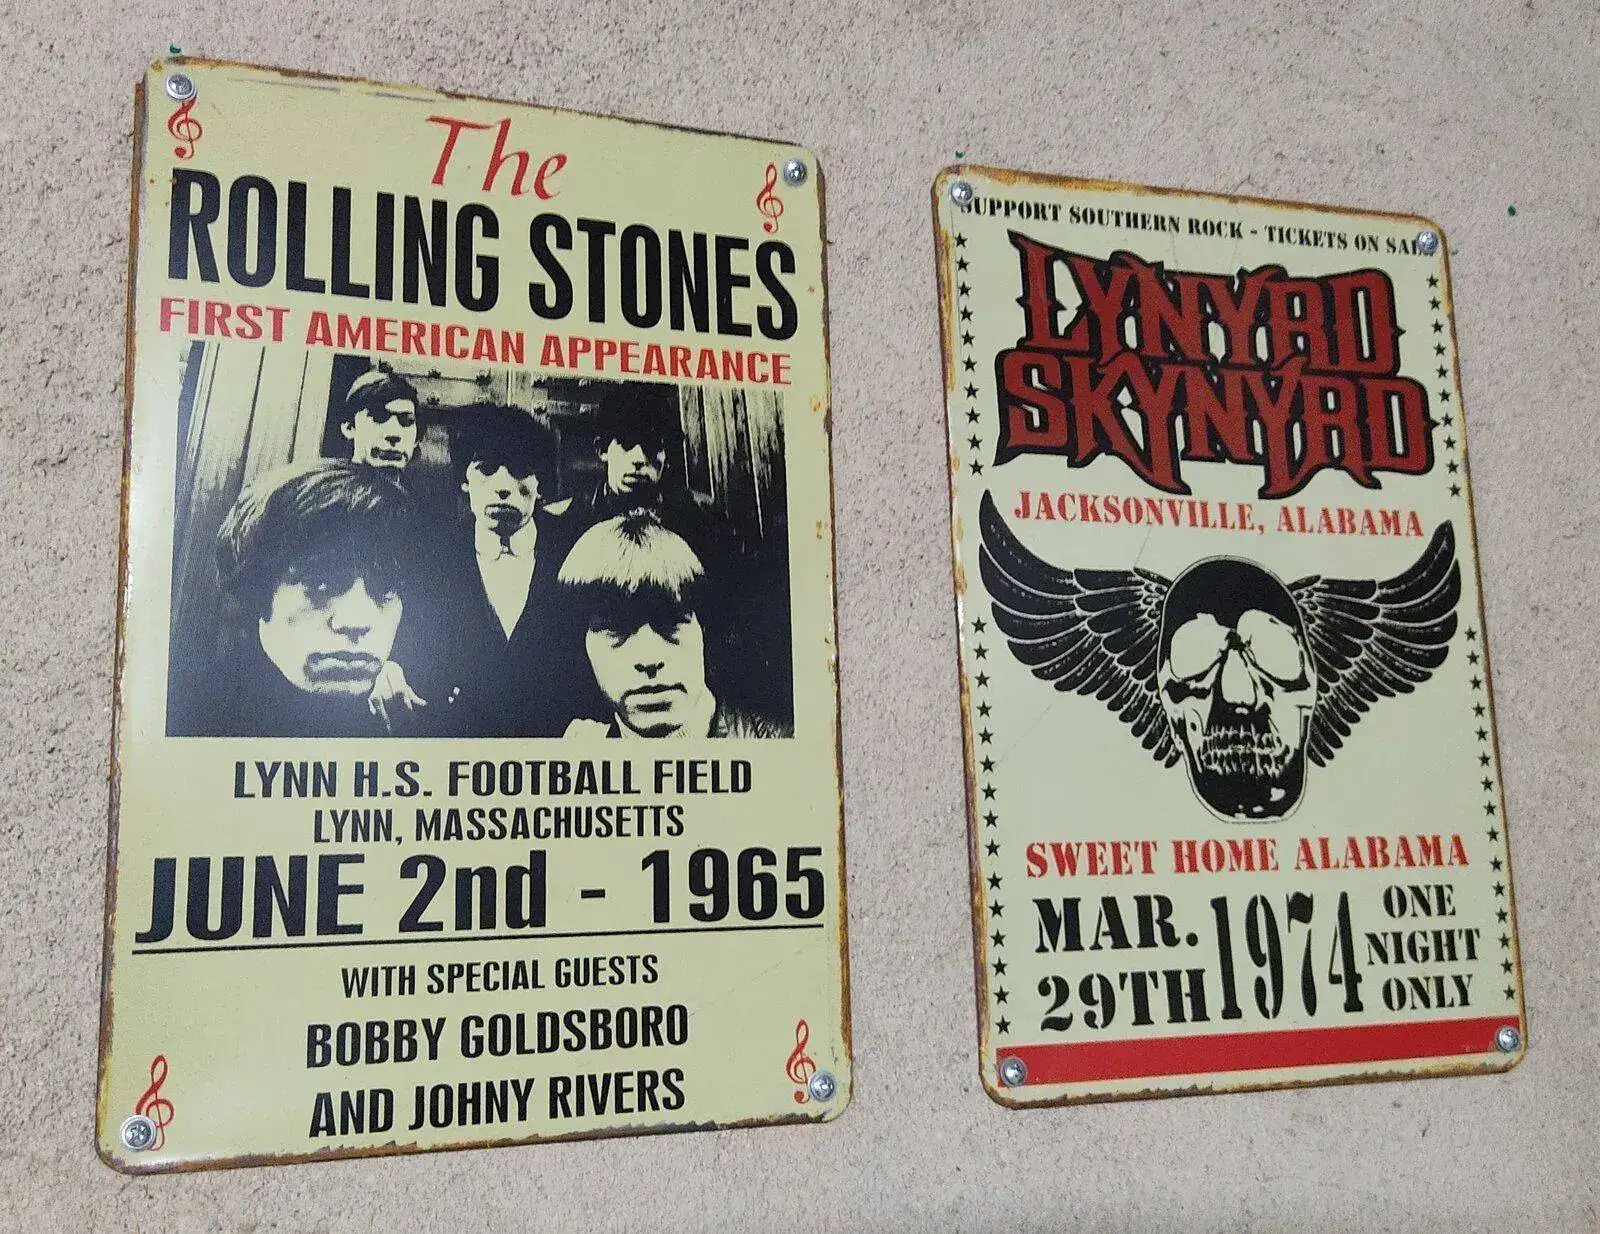 The
ROLLING STONES
FIRST AMERICAN APPEARANCE
LYNN H.S. FOOTBALL FIELD
LYNN, MASSACHUSETTS
JUNE 2nd - 1965
WITH SPECIAL GUESTS
BOBBY GOLDSBORO
AND JOHNY RIVERS
SUPPORT SOUTHERN ROCK - TICKETS ON SALE
LYNYRD
SKYNYRD
JACKSONVILLE, ALABAMA
SWEET HOME ALABAMA
MAR.
29TH
1974
ONE
NIGHT
ONLY